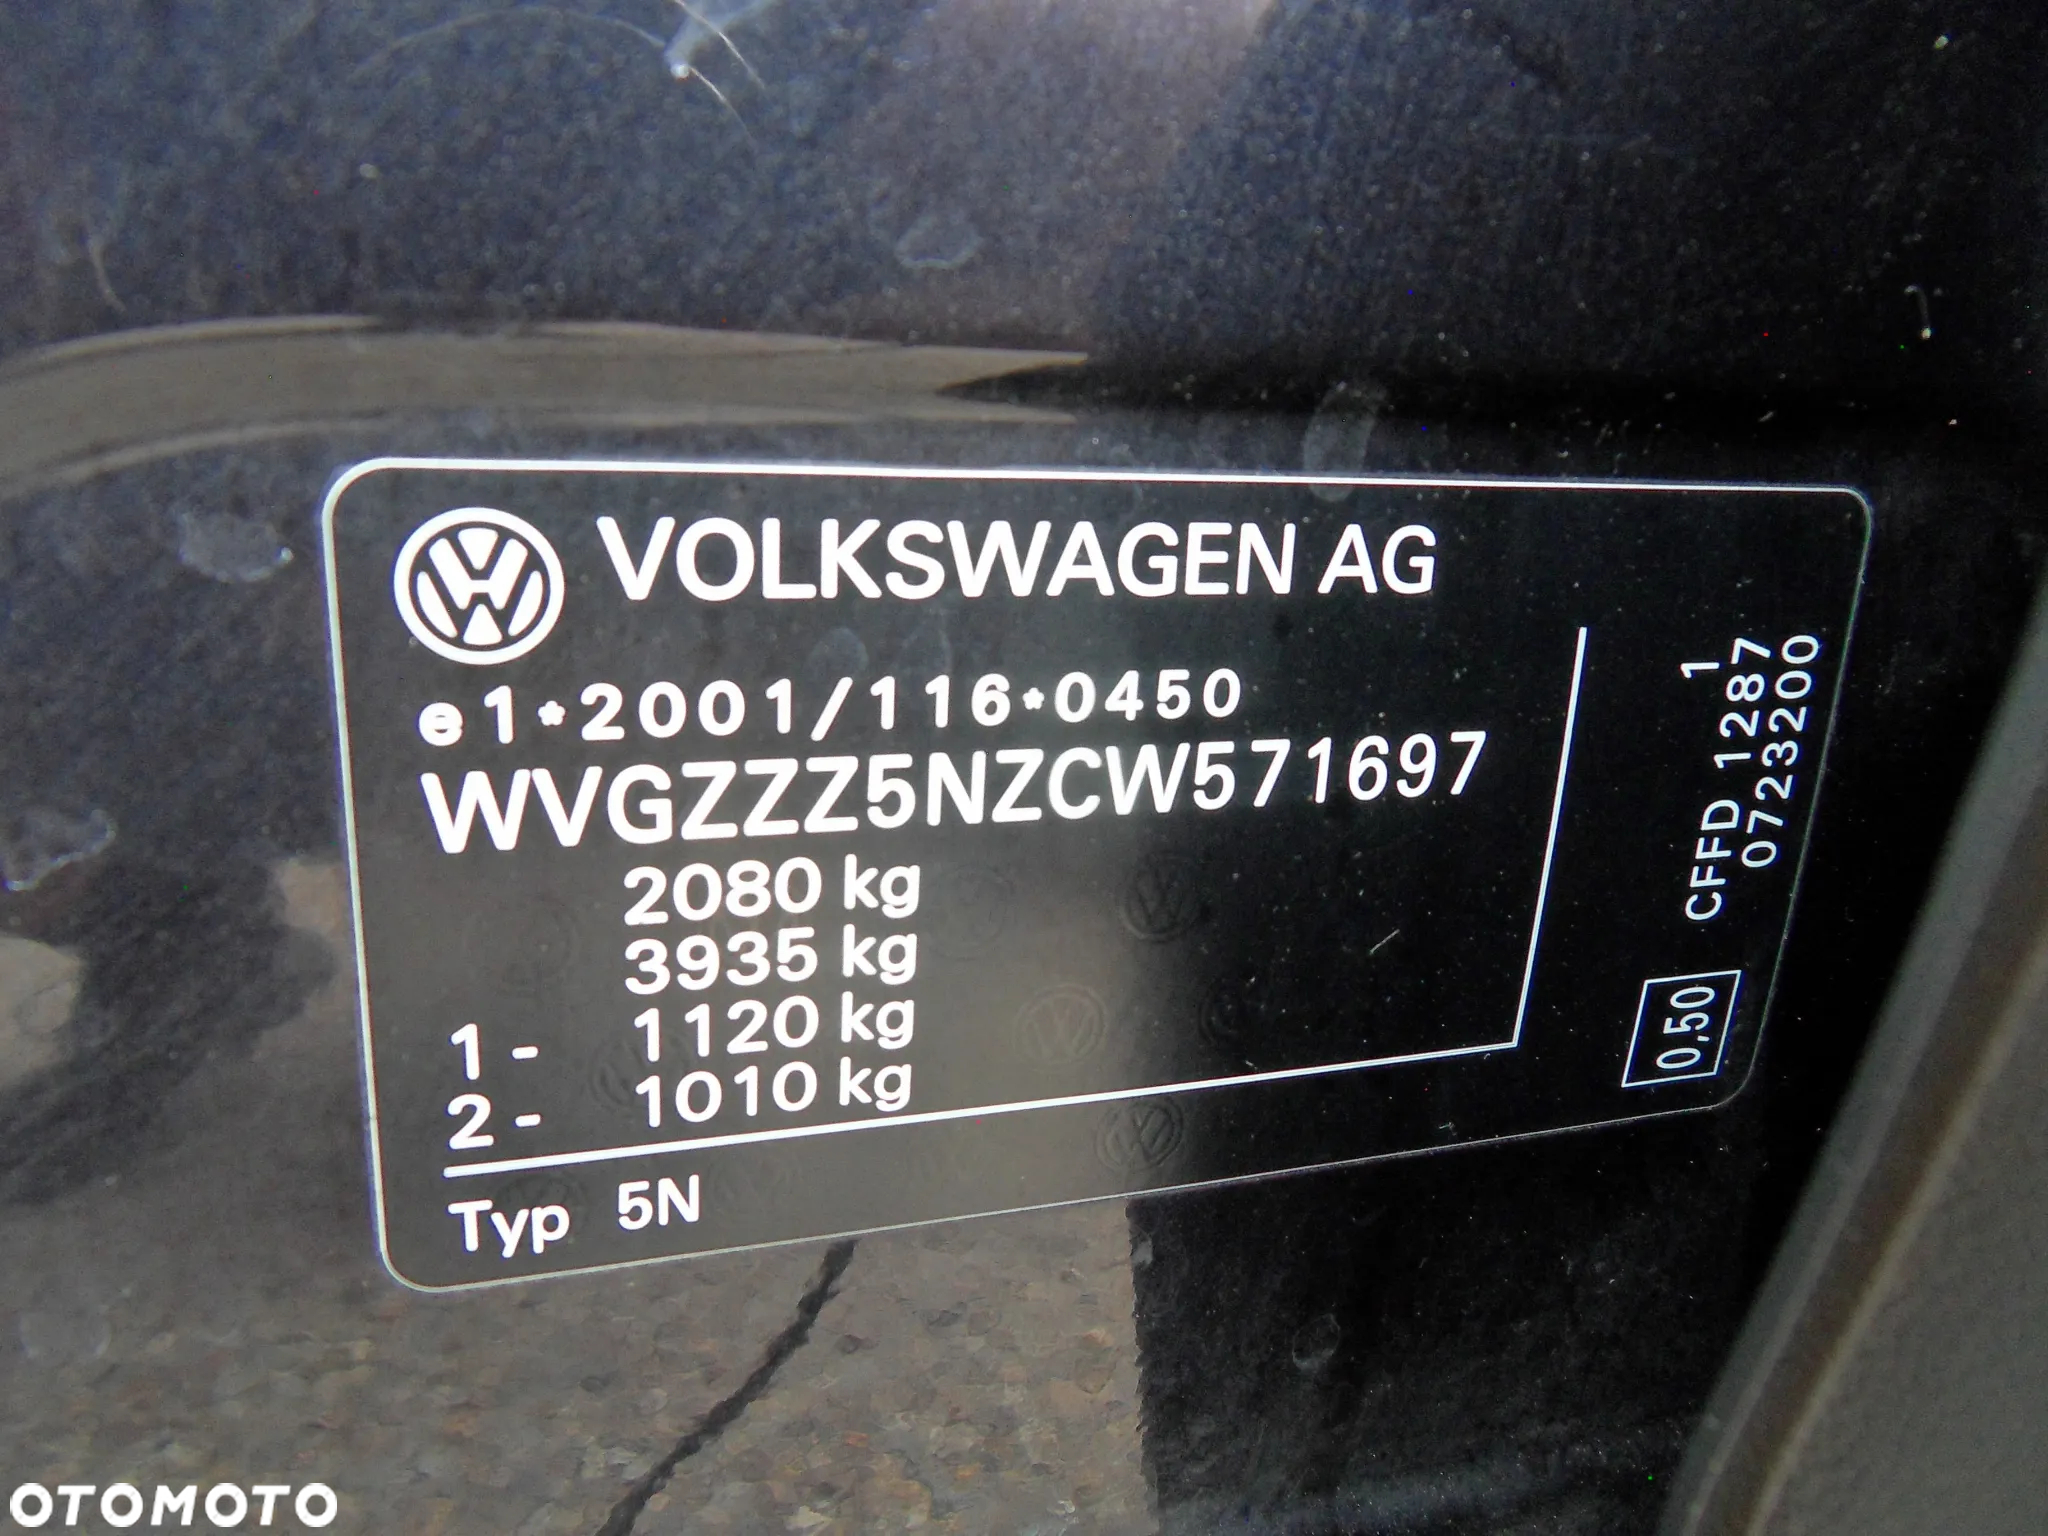 VOLKSWAGEN AG
e1*2001/116*0450
WVGZZZ5NZCW571697
2080 kg
3935 kg
1 - 1120 kg
2 - 1010 kg
Typ 5N
1
CFFD 1287
0723200
0,50
OTOMOTO